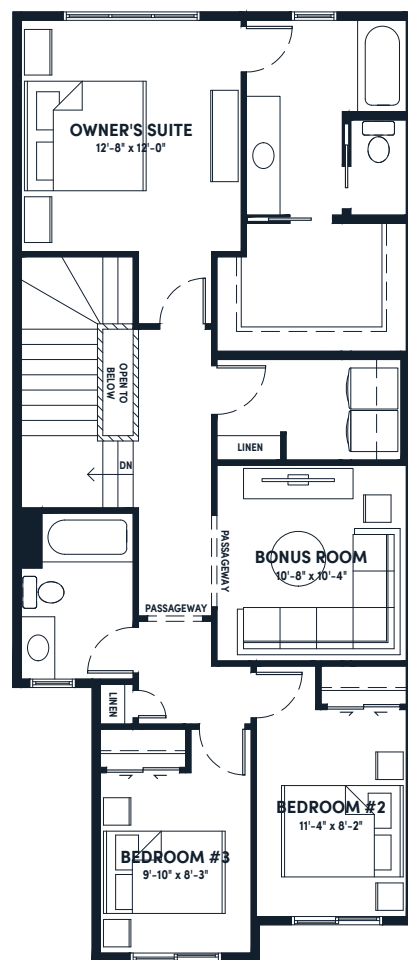 OWNER'S SUITE
12'-8" x 12'-0"
OPEN TO
BELOW
LINEN
DN
PASSAGEWAY
BONUS ROOM
10'-8" x 10'-4"
PASSAGEWAY
LINEN
BEDROOM #2
11'-4" x 8'-2"
BEDROOM #3
9'-10" x 8'-3"